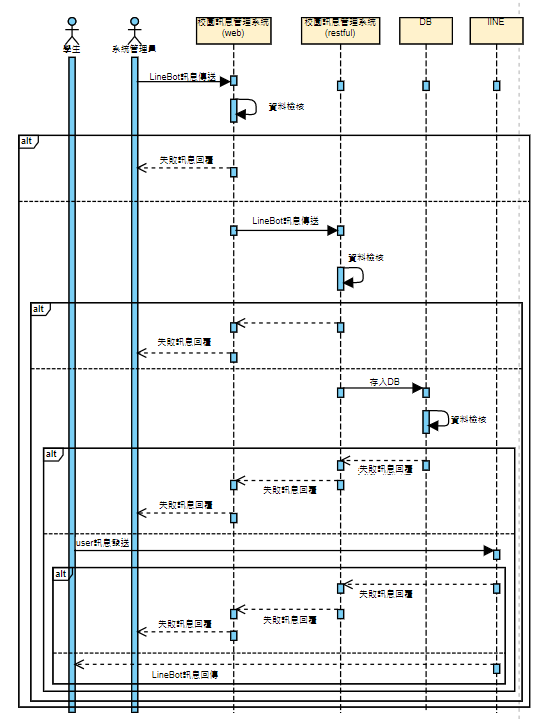 學生
系統管理員
校園訊息管理系統
(web)
校園訊息管理系統
(restful)
DB
lINE
LineBot訊息傳送
資料檢核
alt
失敗訊息回覆
LineBot訊息傳送
資料檢核
alt
失敗訊息回覆
存入DB
資料檢核
alt
失敗訊息回覆
失敗訊息回覆
失敗訊息回覆
user訊息發送
alt
失敗訊息回覆
失敗訊息回覆
失敗訊息回覆
LineBot訊息回傳